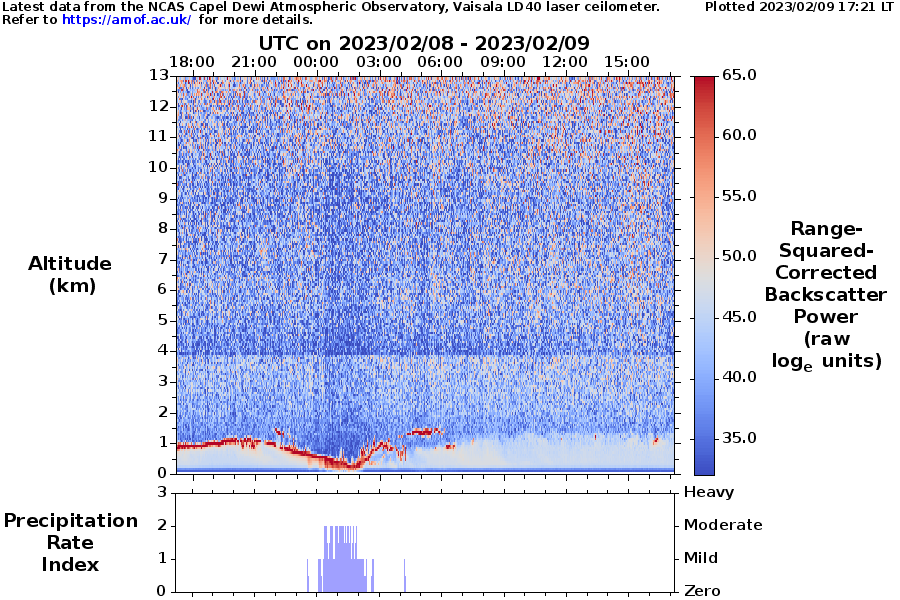 Latest data from the NCAS Capel Dewi Atmospheric Observatory, Vaisala LD40 laser ceilometer. Plotted 2023/02/09 17:21 LT
Refer to https://amof.ac.uk/ for more details.
UTC on 2023/02/08 - 2023/02/09
18:00 21:00 00:00 03:00 06:00 09:00 12:00 15:00
13
12
11
10
9
8
7
6
5
4
3
2
1
0
Altitude
(km)
65.0
60.0
55.0
50.0
45.0
40.0
35.0
Range-
Squared-
Corrected
Backscatter
Power
(raw
logₑ units)
3
2
1
0
Precipitation
Rate
Index
Heavy
Moderate
Mild
Zero